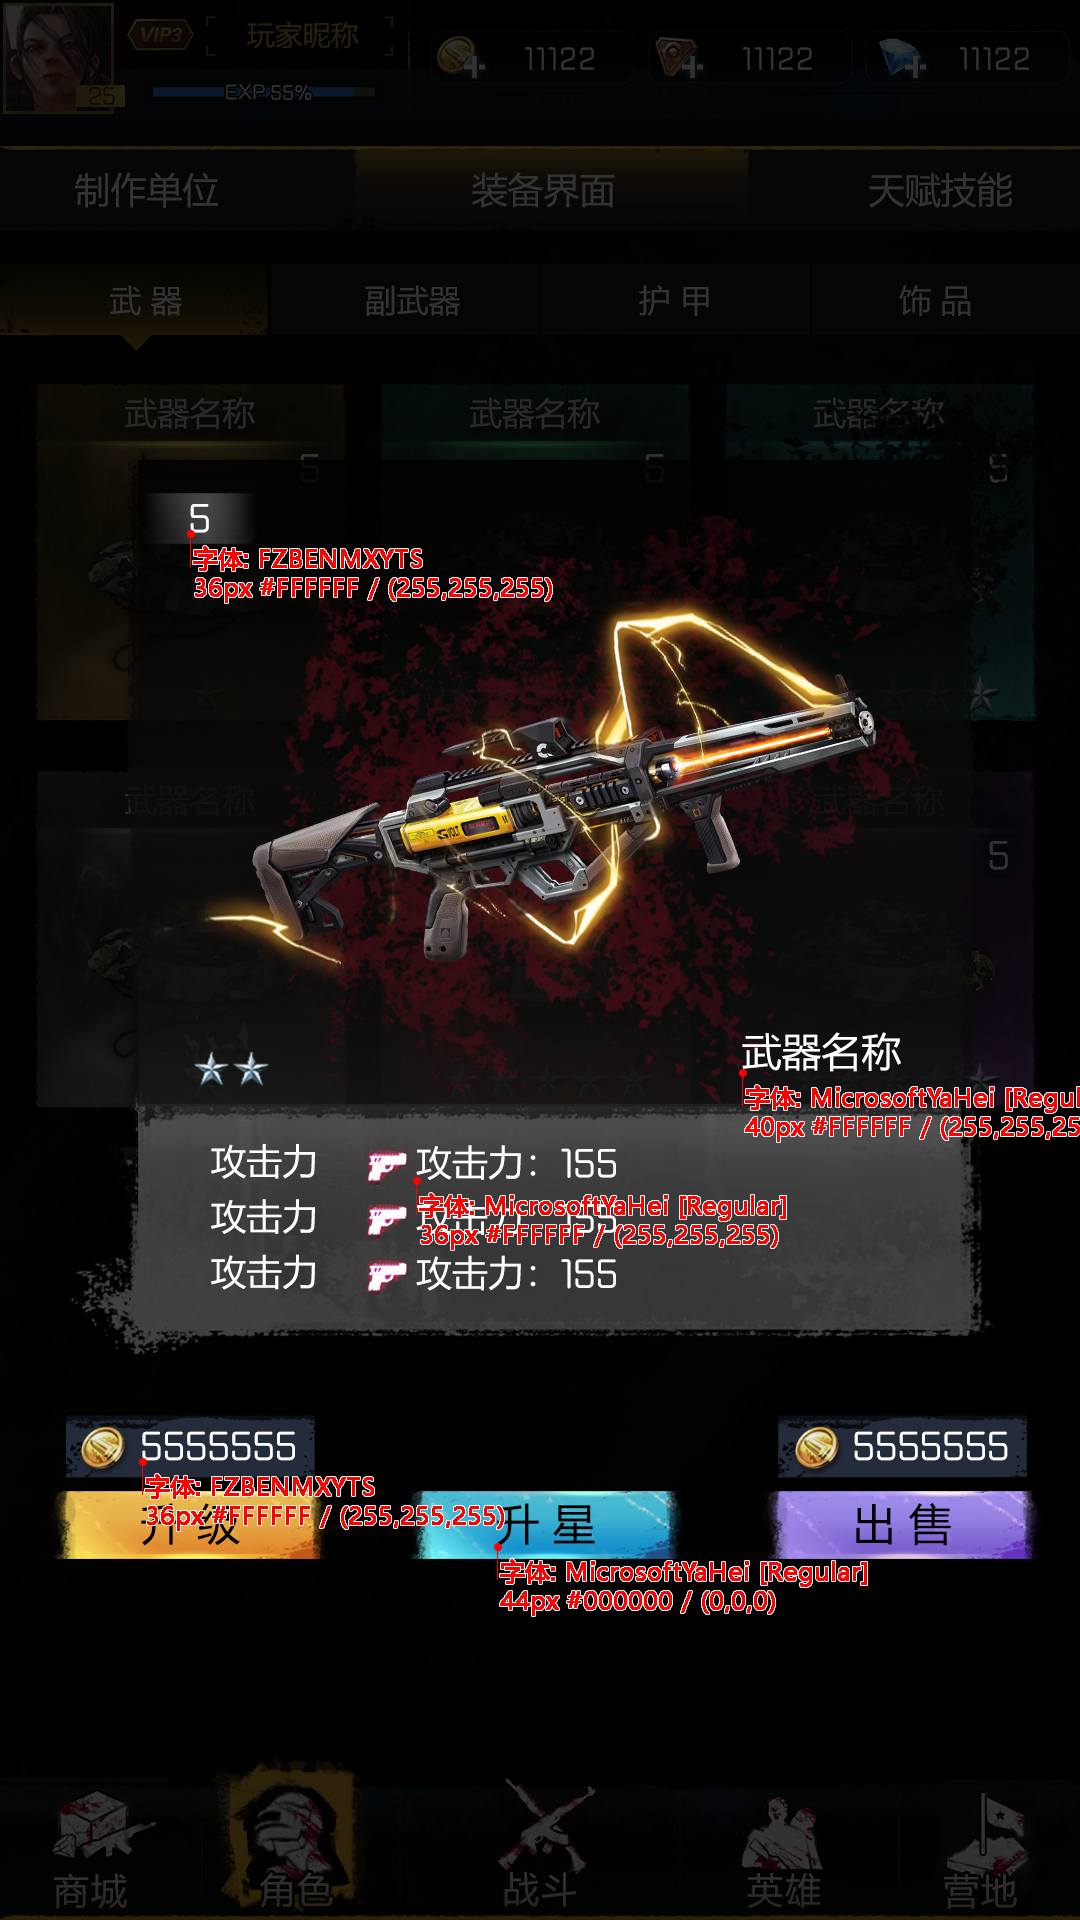 VIP3
玩家昵称
25
EXP 55%
11122
11122
11122
制作单位
装备界面
天赋技能
武 器
副武器
护 甲
饰 品
武器名称
武器名称
武器名称
5
5
5
5
字体: FZBENMXYTS
36px #FFFFFF / (255,255,255)
武器名称
武器名称
5
GVOLT
武器名称
字体: MicrosoftYaHei [Regul
40px #FFFFFF / (255,255,25
攻击力 攻击力：155
字体: MicrosoftYaHei [Regular]
攻击力 攻击力：155
36px #FFFFFF / (255,255,255)
攻击力 攻击力：155
5555555
5555555
字体: FZBENMXYTS
36px #FFFFFF / (255,255,255)
升 级
升 星
出 售
字体: MicrosoftYaHei [Regular]
44px #000000 / (0,0,0)
商城
角色
战斗
英雄
营地